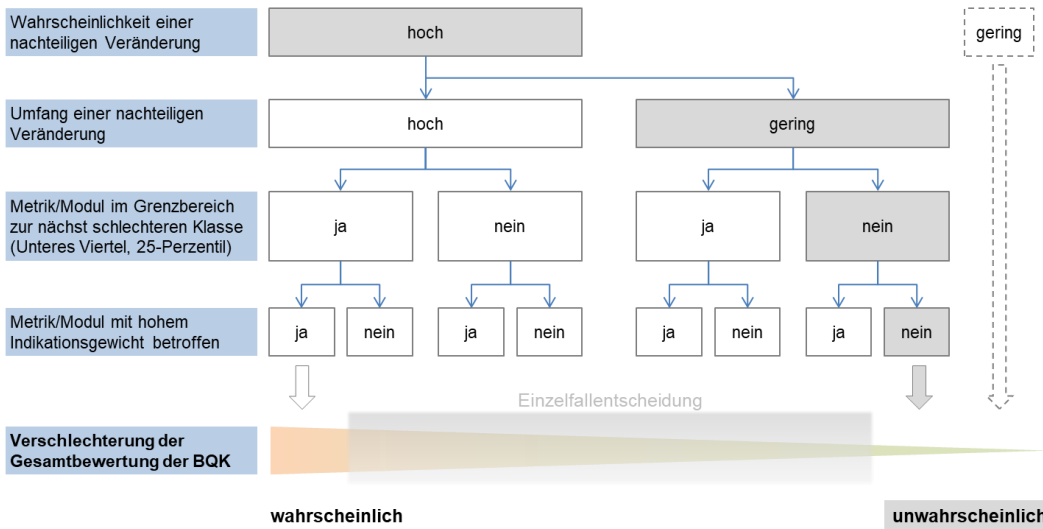 Wahrscheinlichkeit einer
nachteiligen Veränderung
hoch
gering
Umfang einer nachteiligen
Veränderung
hoch
gering
Metrik/Modul im Grenzbereich
zur nächst schlechteren Klasse
(Unteres Viertel, 25-Perzentil)
ja
nein
ja
nein
Metrik/Modul mit hohem
Indikationsgewicht betroffen
ja
nein
ja
nein
ja
nein
ja
nein
Einzelfallentscheidung
Verschlechterung der
Gesamtbewertung der BQK
wahrscheinlich
unwahrscheinlich